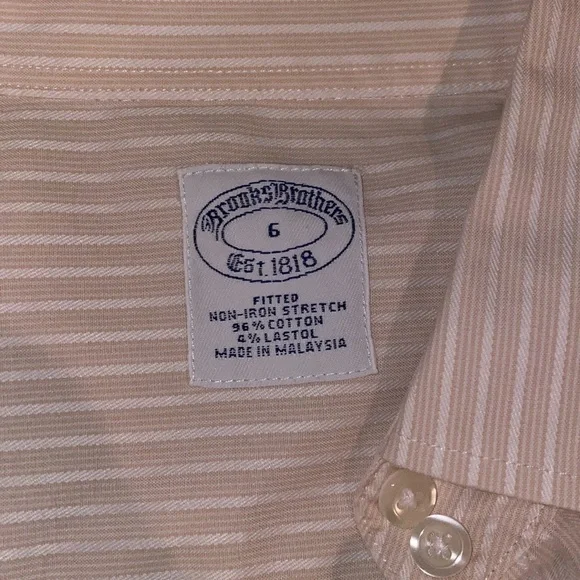 Brooks Brothers
6
Est. 1818
FITTED
NON-IRON STRETCH
96% COTTON
4% LASTOL
MADE IN MALAYSIA